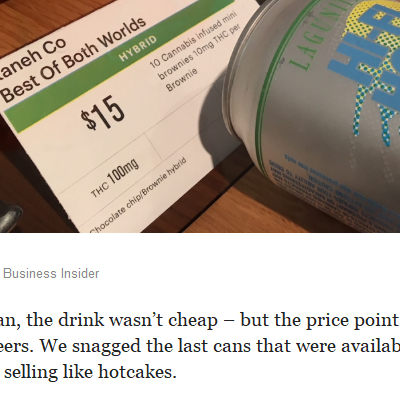 aneh Co
Best Of Both Worlds
HYBRID
10 Cannabis infused mini
brownies 10mg THC per
Brownie
$15
THC 100mg
Chocolate chip/Brownie hybrid
LAGUNI
HI-F
Business Insider
an, the drink wasn't cheap – but the price point
eers. We snagged the last cans that were availab
selling like hotcakes.